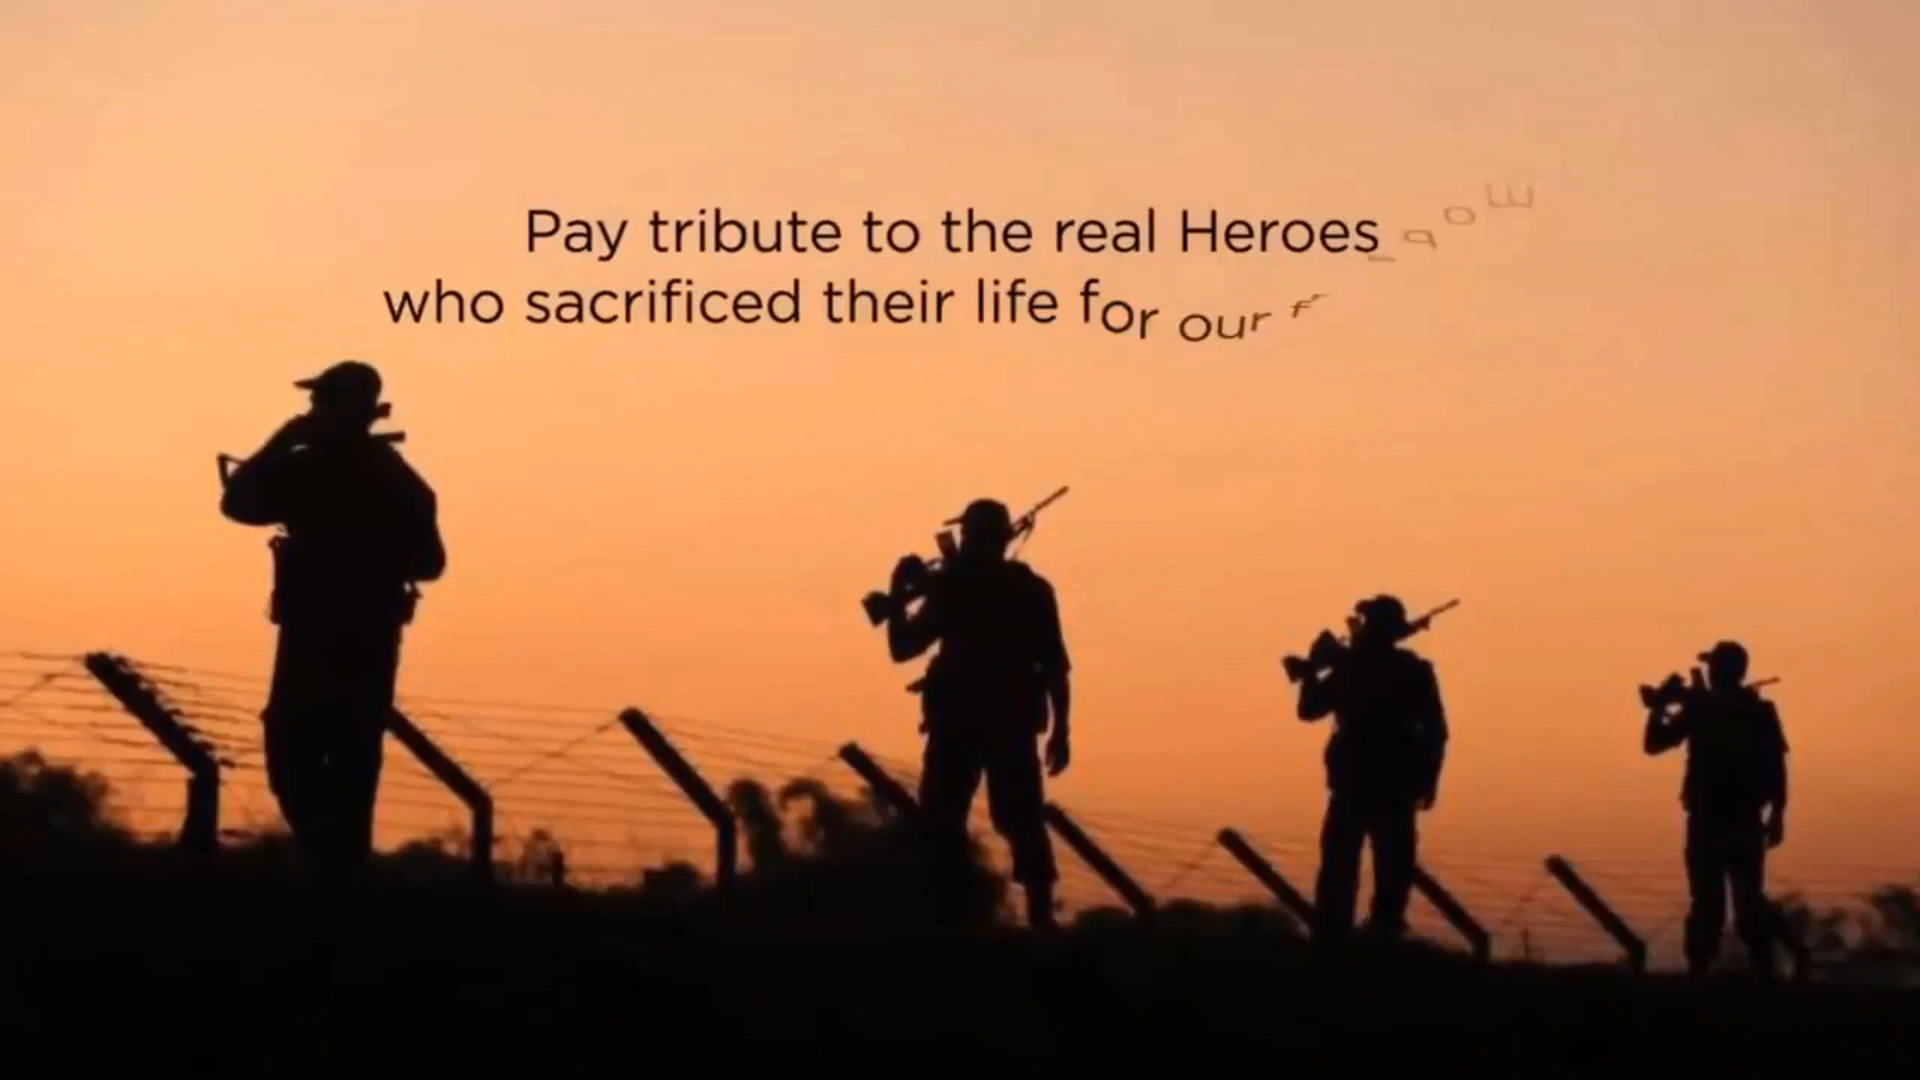 Pay tribute to the real Heroes
who sacrificed their life for our